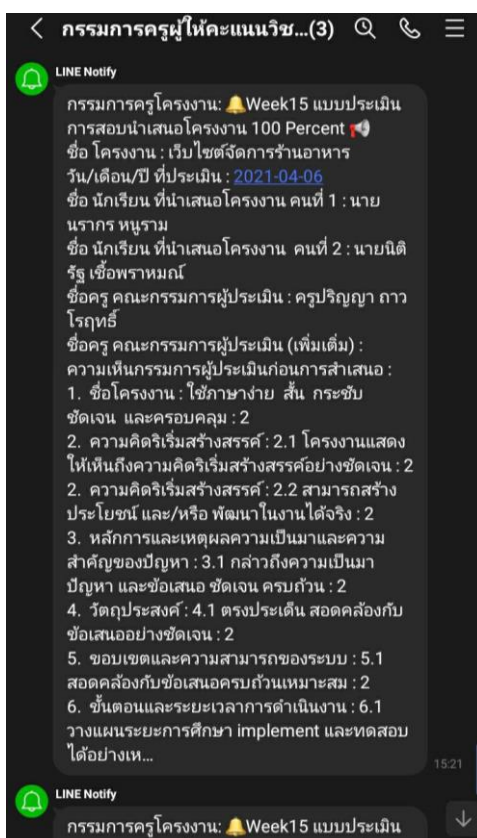 กรรมการครูผู้ให้คะแนนวิช...(3)
LINE Notify
กรรมการครูโครงงาน: 🔔Week15 แบบประเมิน
การสอบนำเสนอโครงงาน 100 Percent 📢
ชื่อ โครงงาน : เว็บไซต์จัดการร้านอาหาร
วัน/เดือน/ปี ที่ประเมิน : 2021-04-06
ชื่อ นักเรียน ที่นำเสนอโครงงาน คนที่ 1 : นาย
นรากร หนูราม
ชื่อ นักเรียน ที่นำเสนอโครงงาน คนที่ 2 : นายนิติ
รัฐ เชื้อพราหมณ์
ชื่อครู คณะกรรมการผู้ประเมิน : ครูปริญญา ถาว
โรฤทธิ์
ชื่อครู คณะกรรมการผู้ประเมิน (เพิ่มเติ่ม) :
ความเห็นกรรมการผู้ประเมินก่อนการสำเสนอ :
1. ชื่อโครงงาน : ใช้ภาษาง่าย สั้น กระชับ
ชัดเจน และครอบคลุม : 2
2. ความคิดริเริ่มสร้างสรรค์ : 2.1 โครงงานแสดง
ให้เห็นถึงความคิดริเริ่มสร้างสรรค์อย่างชัดเจน : 2
2. ความคิดริเริ่มสร้างสรรค์ : 2.2 สามารถสร้าง
ประโยชน์ และ/หรือ พัฒนาในงานได้จริง : 2
3. หลักการและเหตุผลความเป็นมาและความ
สำคัญของปัญหา : 3.1 กล่าวถึงความเป็นมา
ปัญหา และข้อเสนอ ชัดเจน ครบถ้วน : 2
4. วัตถุประสงค์ : 4.1 ตรงประเด็น สอดคล้องกับ
ข้อเสนออย่างชัดเจน : 2
5. ขอบเขตและความสามารถของระบบ : 5.1
สอดคล้องกับข้อเสนอครบถ้วนเหมาะสม : 2
6. ขั้นตอนและระยะเวลาการดำเนินงาน : 6.1
วางแผนระยะการศึกษา implement และทดสอบ
ได้อย่างเห...
15:21
LINE Notify
กรรมการครูโครงงาน: 🔔Week15 แบบประเมิน